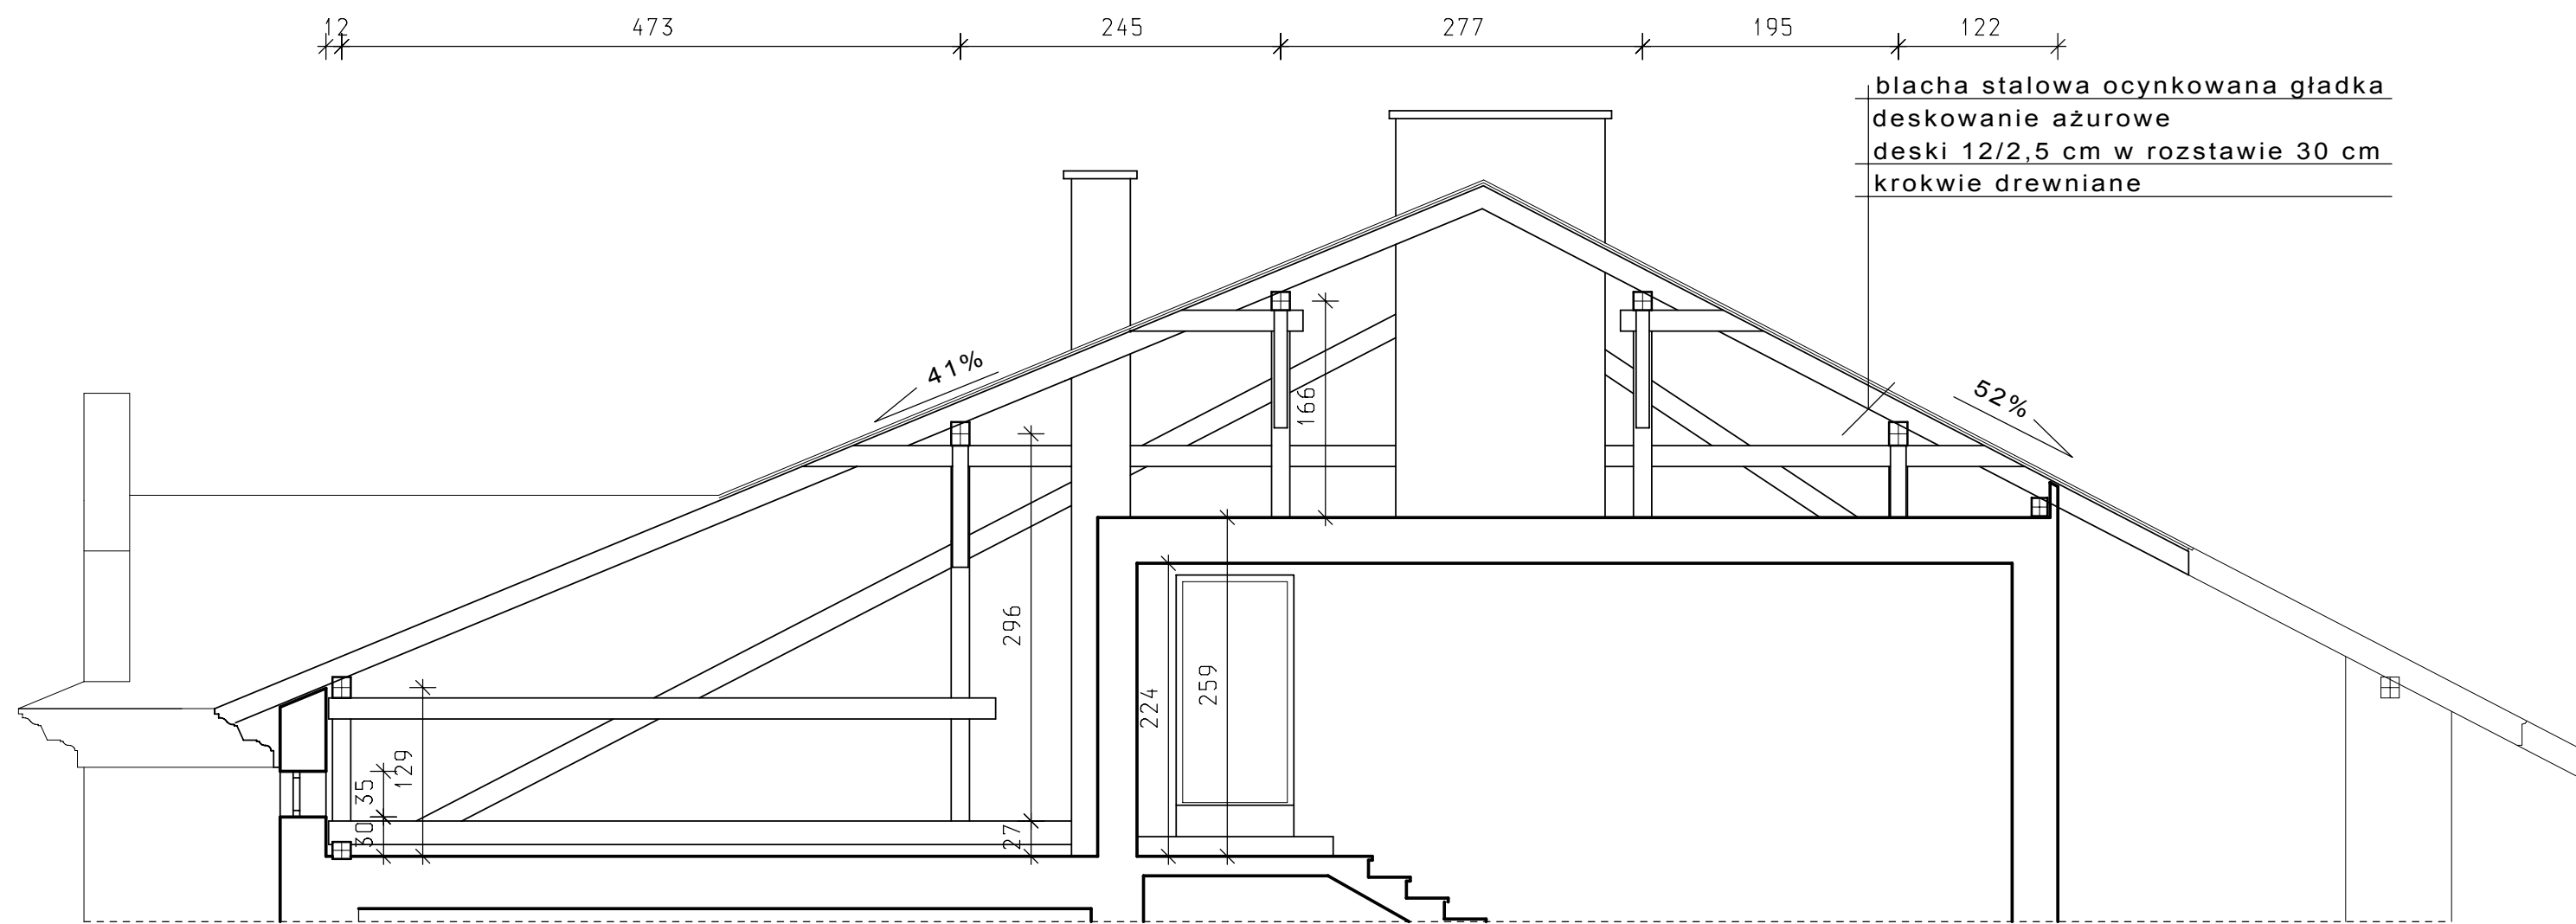 12 473 245 277 195 122
blacha stalowa ocynkowana gładka
deskowanie ażurowe
deski 12/2,5 cm w rozstawie 30 cm
krokwie drewniane
41%
52%
166
296
259
224
129
35
30
27